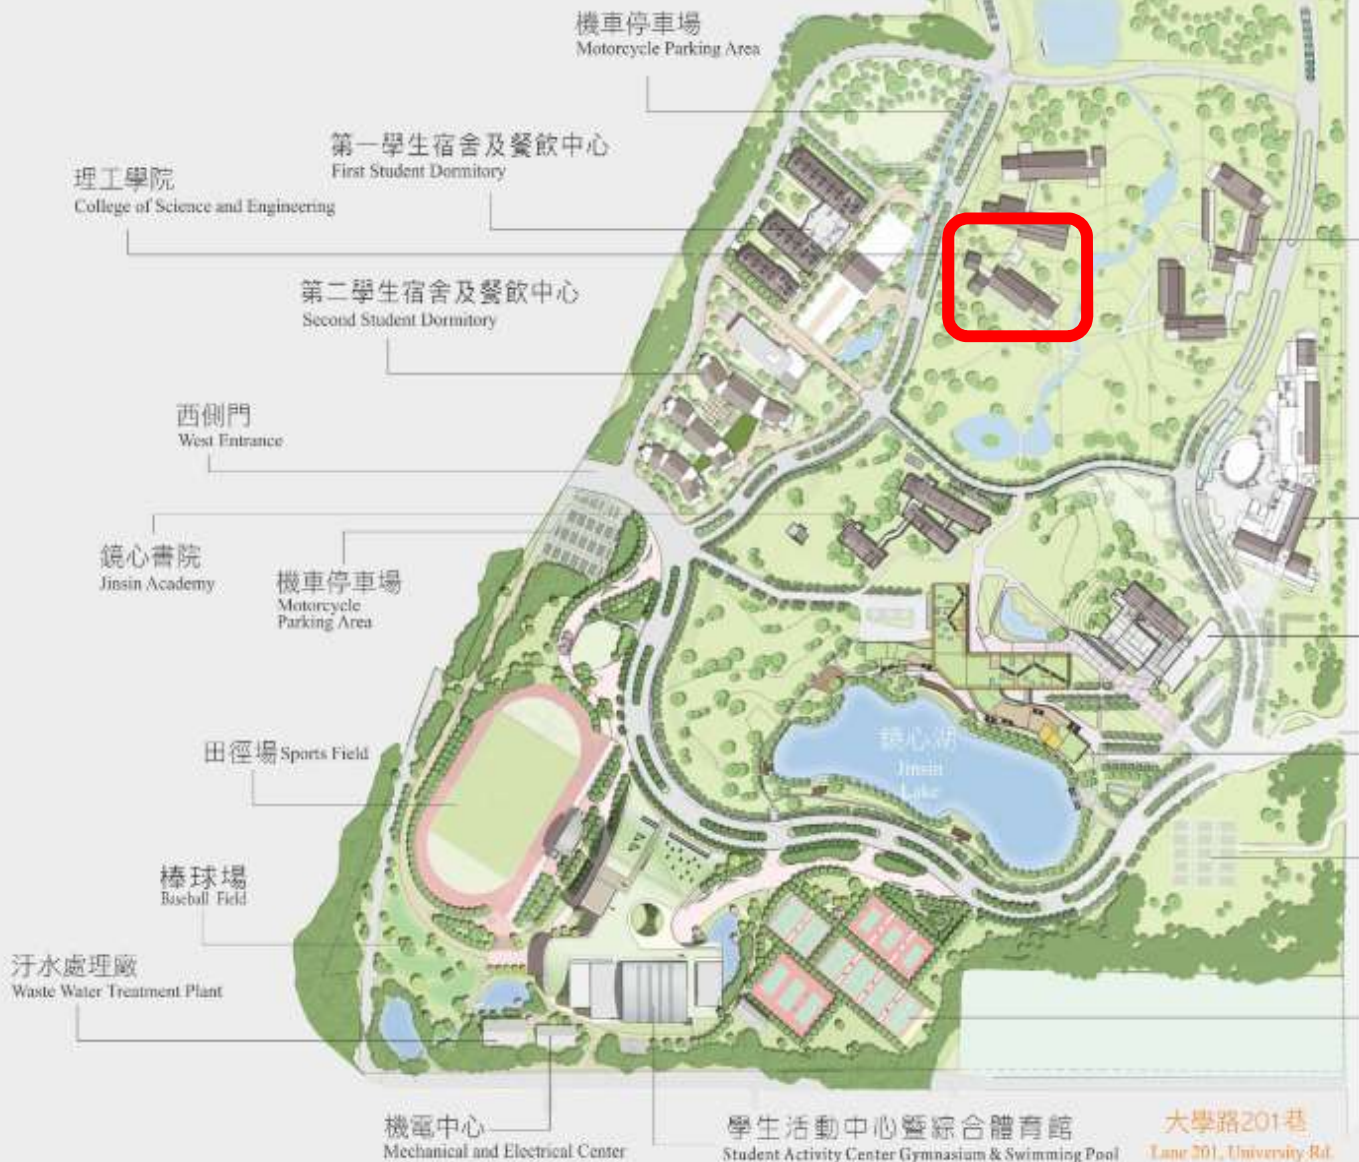 機車停車場
Motorcycle Parking Area
第一學生宿舍及餐飲中心
First Student Dormitory
理工學院
College of Science and Engineering
第二學生宿舍及餐飲中心
Second Student Dormitory
西側門
West Entrance
鏡心書院
Jinsin Academy
機車停車場
Motorcycle
Parking Area
田徑場 Sports Field
鏡心湖
Jinsin
Lake
棒球場
Baseball Field
汙水處理廠
Waste Water Treatment Plant
機電中心
Mechanical and Electrical Center
學生活動中心暨綜合體育館
Student Activity Center Gymnasium & Swimming Pool
大學路201巷
Lane 201, University Rd.